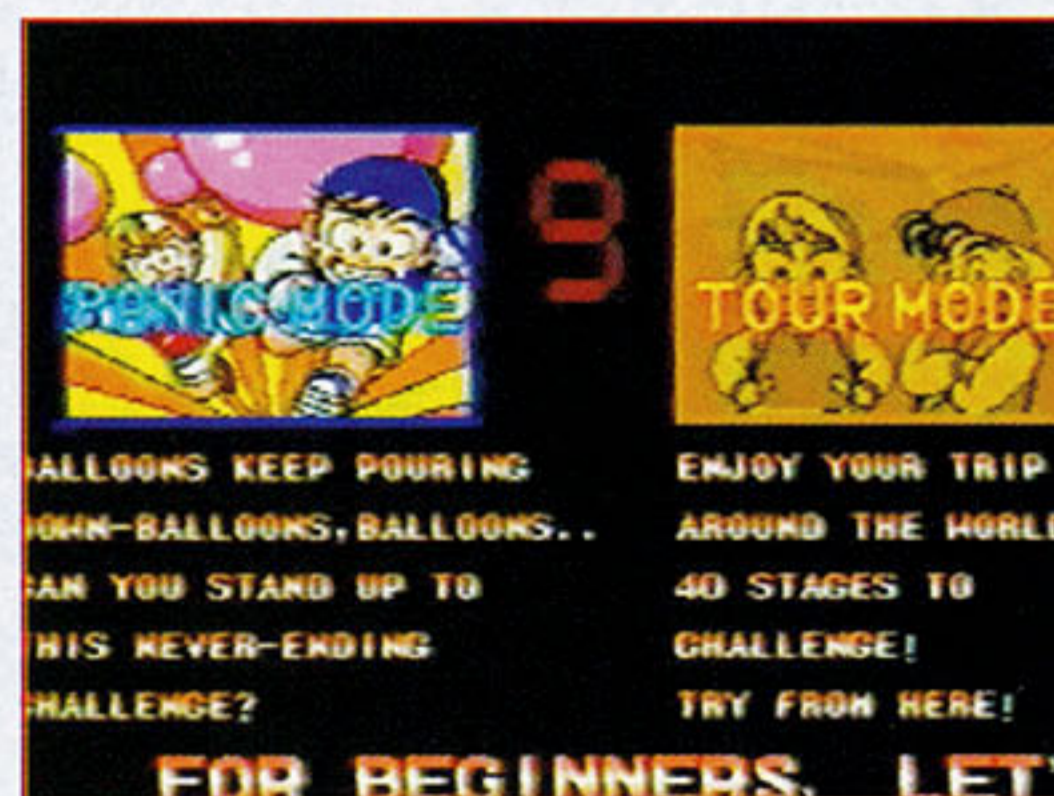 PANIC MODE
9
TOUR MODE
ALLOONS KEEP POURING
OWN-BALLOONS,BALLOONS..
AN YOU STAND UP TO
HIS NEVER-ENDING
HALLENGE?
ENJOY YOUR TRIP
AROUND THE WORL
40 STAGES TO
CHALLENGE!
TRY FROM HERE!
FOR BEGINNERS, LET'